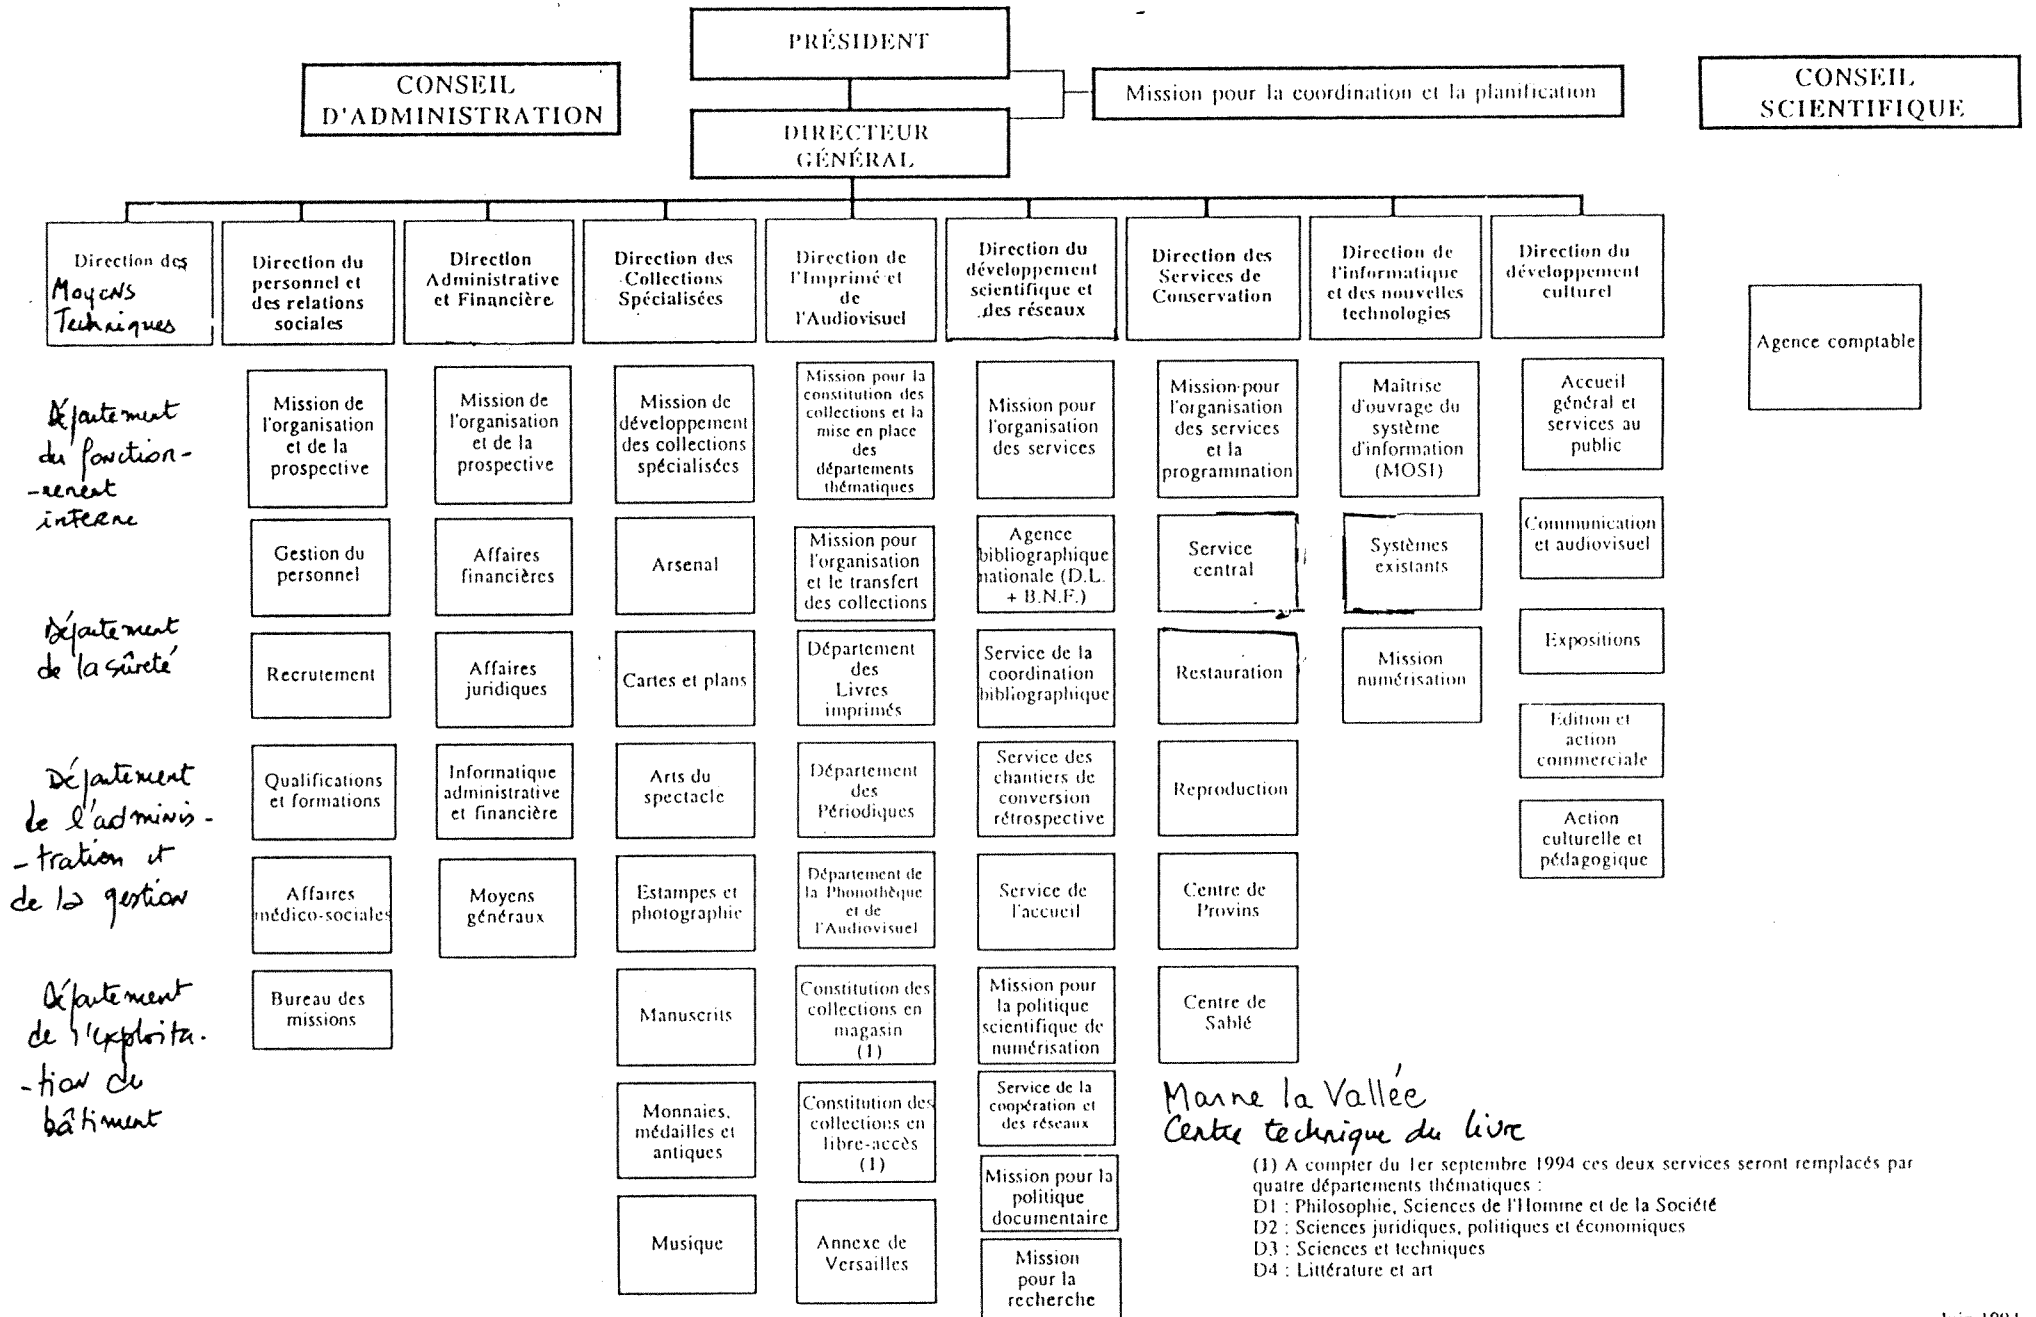 PRÉSIDENT
CONSEIL
D'ADMINISTRATION
Mission pour la coordination et la planification
CONSEIL
SCIENTIFIQUE
DIRECTEUR
GÉNÉRAL
Direction des
Moyens
Techniques
Département
du fonction-
-nement
interne
Département
de la sûreté
Département
de l'adminis-
-tration et
de la gestion
Département
de l'exploita-
-tion du
bâtiment
Direction du
personnel et
des relations
sociales
Mission de
l'organisation
et de la
prospective
Gestion du
personnel
Recrutement
Qualifications
et formations
Affaires
médico-sociales
Bureau des
missions
Direction
Administrative
et Financière
Mission de
l'organisation
et de la
prospective
Affaires
financières
Affaires
juridiques
Informatique
administrative
et financière
Moyens
généraux
Direction des
Collections
Spécialisées
Mission de
développement
des collections
spécialisées
Arsenal
Cartes et plans
Arts du
spectacle
Estampes et
photographie
Manuscrits
Monnaies,
médailles et
antiques
Musique
Direction de
l'Imprimé et
de
l'Audiovisuel
Mission pour la
constitution des
collections et la
mise en place
des
départements
thématiques
Mission pour
l'organisation
et le transfert
des collections
Département
des
Livres
imprimés
Département
des
Périodiques
Département de
la Phonothèque
et de
l'Audiovisuel
Constitution des
collections en
magasin
(1)
Constitution des
collections en
libre-accès
(1)
Annexe de
Versailles
Direction du
développement
scientifique et
des réseaux
Mission pour
l'organisation
des services
Agence
bibliographique
nationale (D.L.
+ B.N.F.)
Service de la
coordination
bibliographique
Service des
chantiers de
conversion
rétrospective
Service de
l'accueil
Mission pour
la politique
scientifique de
numérisation
Service de la
coopération et
des réseaux
Mission pour la
politique
documentaire
Mission
pour la
recherche
Direction des
Services de
Conservation
Mission pour
l'organisation
des services
et la
programmation
Service
central
Restauration
Reproduction
Centre de
Provins
Centre de
Sablé
Marne la Vallée
Centre technique du livre
Direction de
l'informatique
et des nouvelles
technologies
Maîtrise
d'ouvrage du
système
d'information
(MOSI)
Systèmes
existants
Mission
numérisation
Direction du
développement
culturel
Accueil
général et
services au
public
Communication
et audiovisuel
Expositions
Edition et
action
commerciale
Action
culturelle et
pédagogique
Agence comptable
(1) A compter du 1er septembre 1994 ces deux services seront remplacés par
quatre départements thématiques :
D1 : Philosophie, Sciences de l'Homme et de la Société
D2 : Sciences juridiques, politiques et économiques
D3 : Sciences et techniques
D4 : Littérature et art